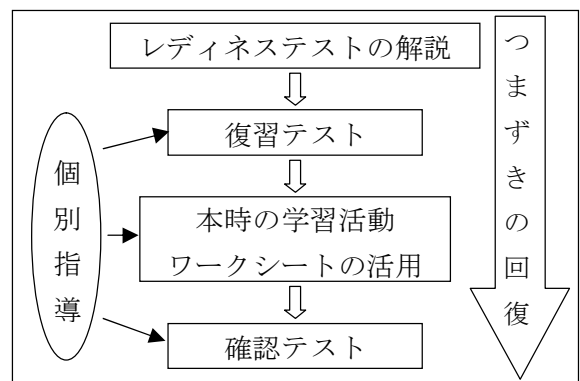 レディネステストの解説
復習テスト
本時の学習活動
ワークシートの活用
確認テスト
個別指導
つまずきの回復